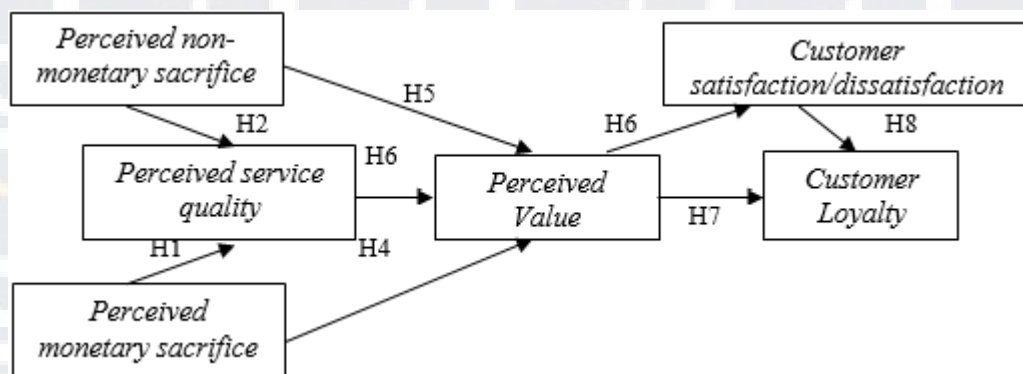 Perceived non-
monetary sacrifice
Customer
satisfaction/dissatisfaction
H5
H6
H8
H2
Perceived service
quality
H6
Perceived
Value
Customer
Loyalty
H7
H1
H4
Perceived
monetary sacrifice